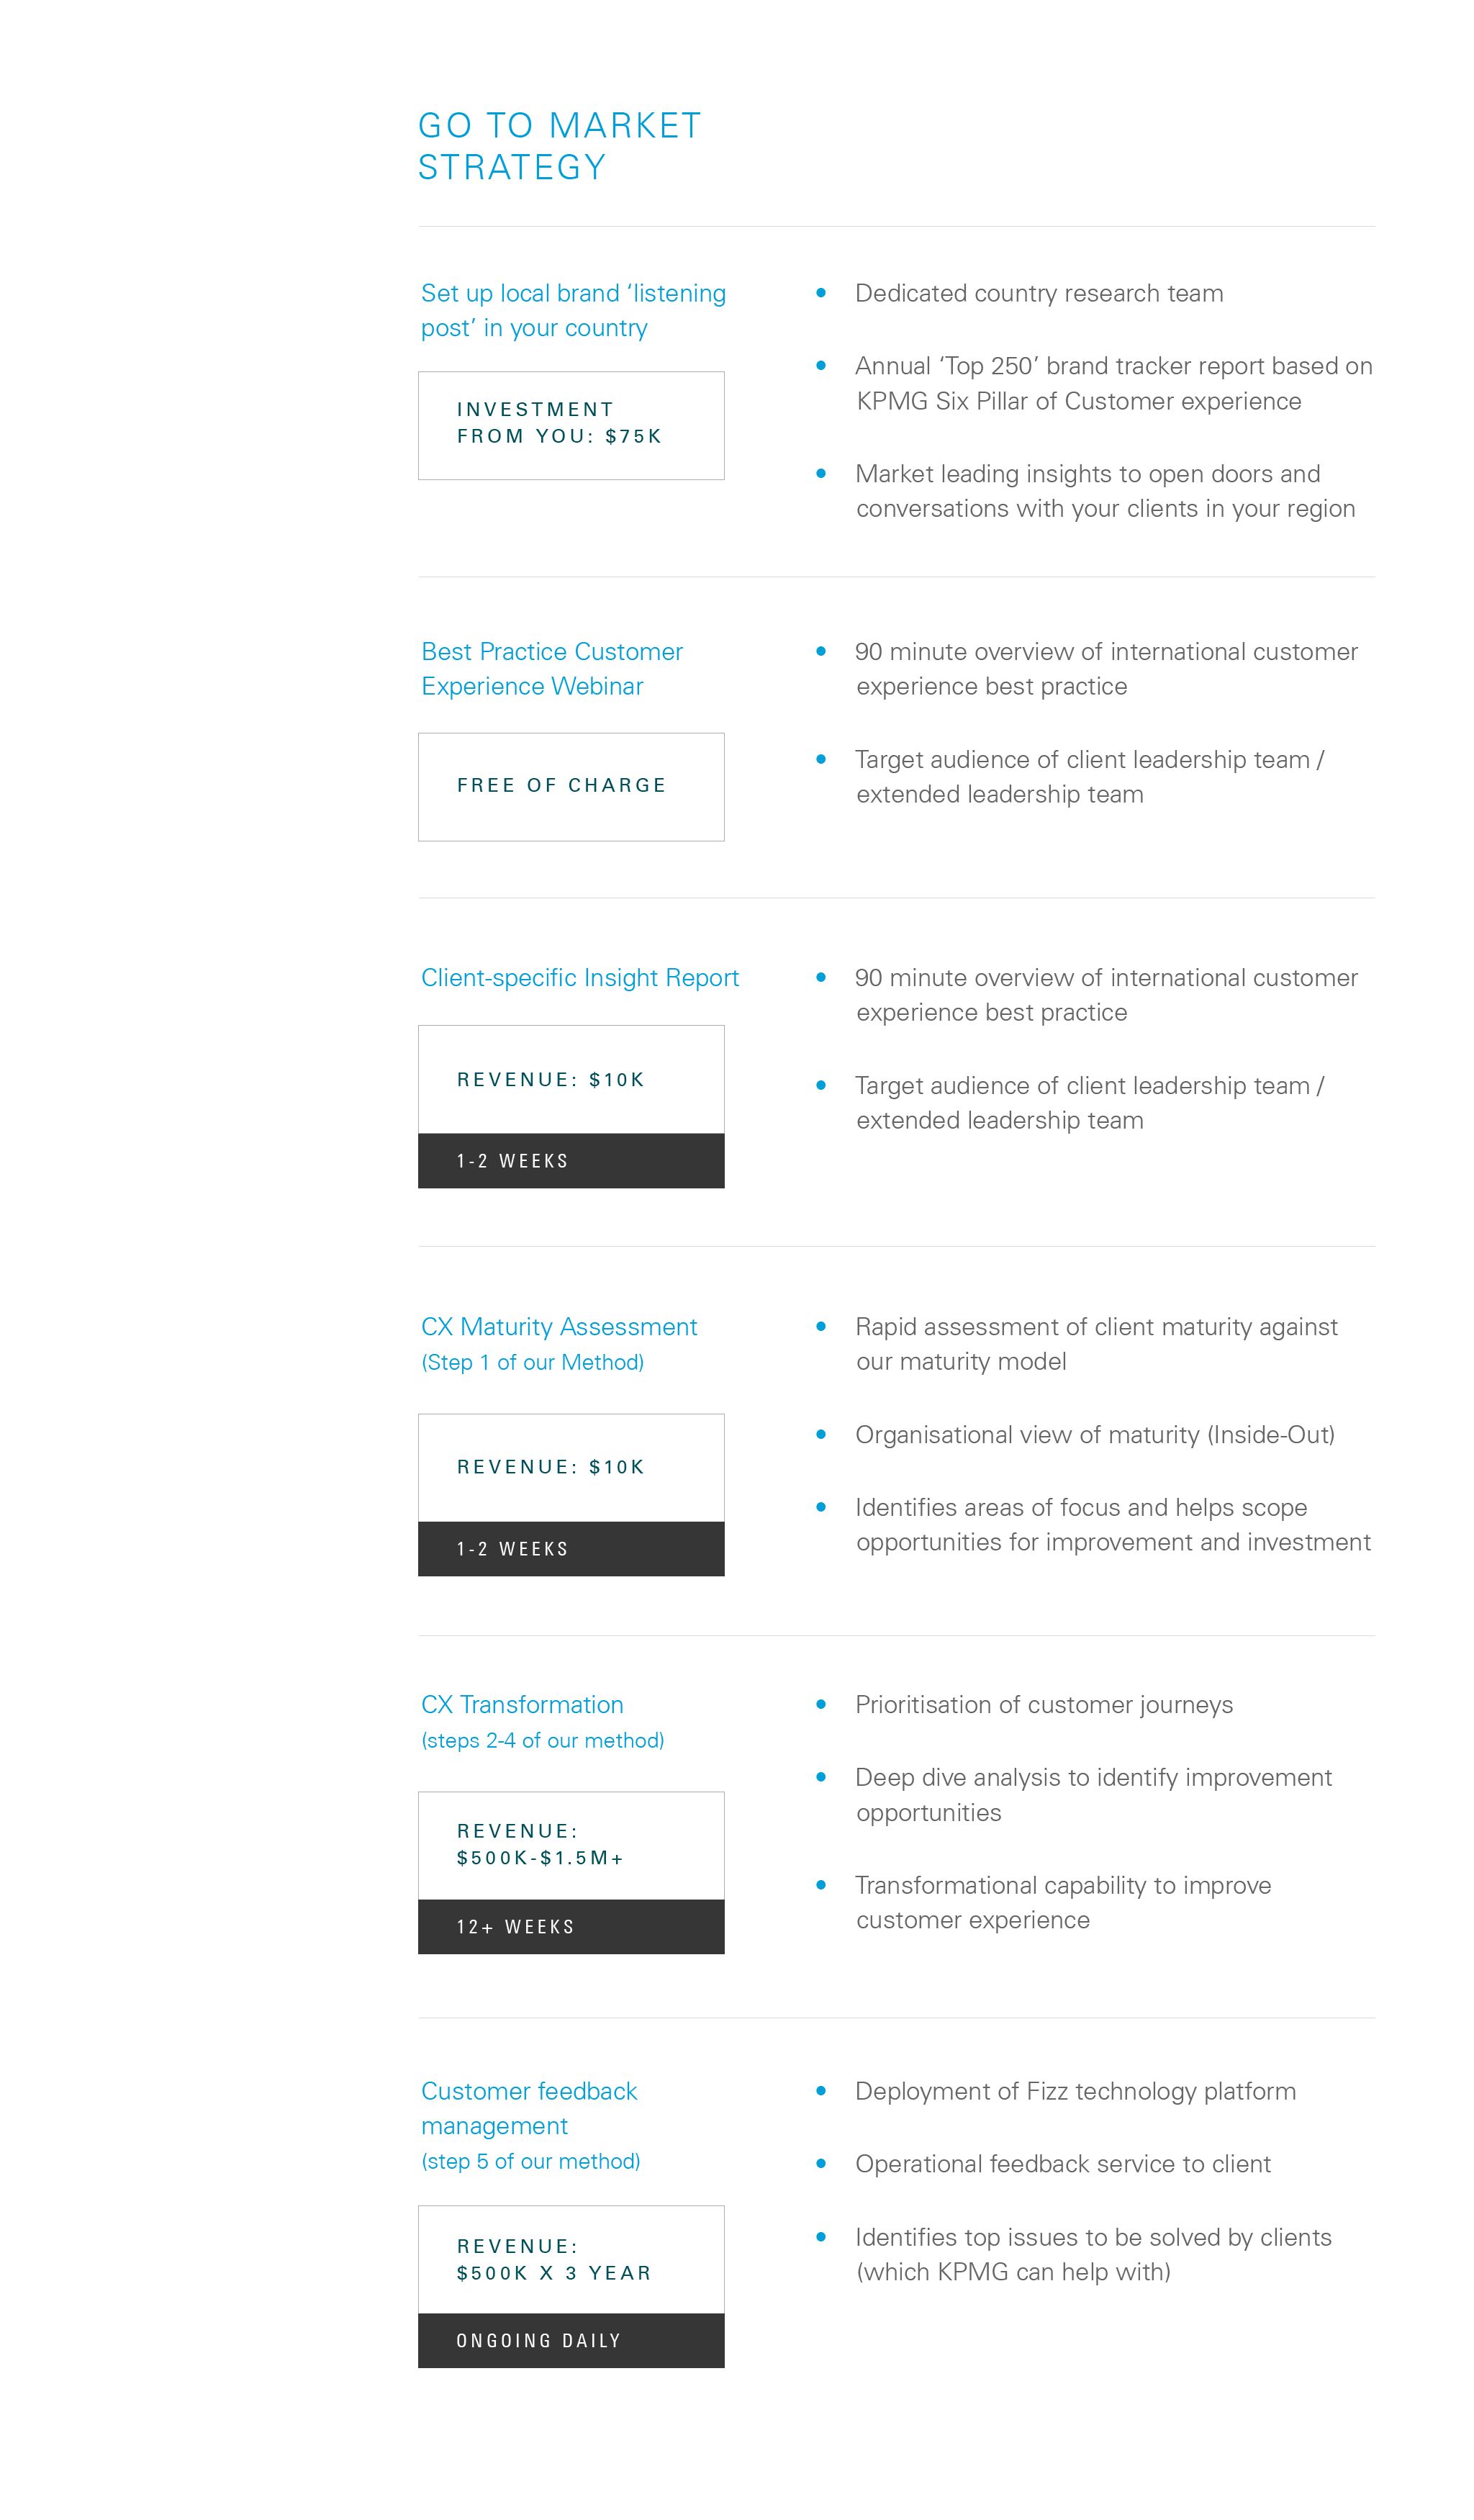 GO TO MARKET
STRATEGY
Set up local brand ‘listening
post’ in your country
INVESTMENT
FROM YOU: $75K
• Dedicated country research team
• Annual ‘Top 250’ brand tracker report based on
KPMG Six Pillar of Customer experience
• Market leading insights to open doors and
conversations with your clients in your region
Best Practice Customer
Experience Webinar
FREE OF CHARGE
• 90 minute overview of international customer
experience best practice
• Target audience of client leadership team /
extended leadership team
Client-specific Insight Report
REVENUE: $10K
1-2 WEEKS
• 90 minute overview of international customer
experience best practice
• Target audience of client leadership team /
extended leadership team
CX Maturity Assessment
(Step 1 of our Method)
REVENUE: $10K
1-2 WEEKS
• Rapid assessment of client maturity against
our maturity model
• Organisational view of maturity (Inside-Out)
• Identifies areas of focus and helps scope
opportunities for improvement and investment
CX Transformation
(steps 2-4 of our method)
REVENUE:
$500K-$1.5M+
12+ WEEKS
• Prioritisation of customer journeys
• Deep dive analysis to identify improvement
opportunities
• Transformational capability to improve
customer experience
Customer feedback
management
(step 5 of our method)
REVENUE:
$500K X 3 YEAR
ONGOING DAILY
• Deployment of Fizz technology platform
• Operational feedback service to client
• Identifies top issues to be solved by clients
(which KPMG can help with)